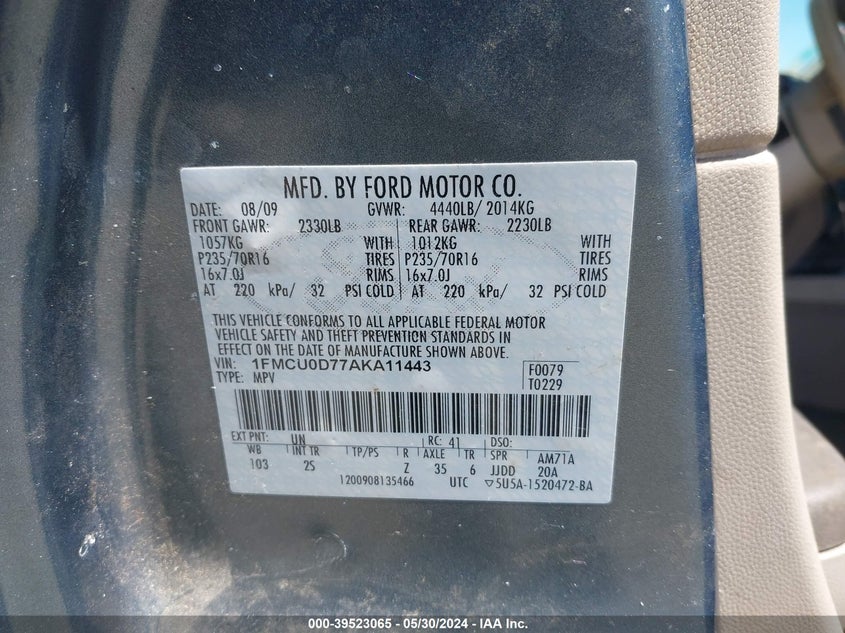 MFD. BY FORD MOTOR CO.
DATE: 08/09 GVWR: 4440LB/ 2014KG
FRONT GAWR: 2330LB REAR GAWR: 2230LB
1057KG WITH 1012KG WITH
P235/70R16 TIRES P235/70R16 TIRES
16x7.0J RIMS 16x7.0J RIMS
AT 220 kPa/ 32 PSI COLD AT 220 kPa/ 32 PSI COLD
THIS VEHICLE CONFORMS TO ALL APPLICABLE FEDERAL MOTOR
VEHICLE SAFETY AND THEFT PREVENTION STANDARDS IN
EFFECT ON THE DATE OF MANUFACTURE SHOWN ABOVE.
VIN: 1FMCU0D77AKA11443 F0079
TYPE: MPV T0229
EXT PNT: UN RC: 41 DSO:
WB INT TR TP/PS R AXLE TR SPR AM71A
103 2S Z 35 6 JJDD 20A
1200908135466 UTC ▽5U5A-1520472-BA
000-39523065 - 05/30/2024 - IAA Inc.